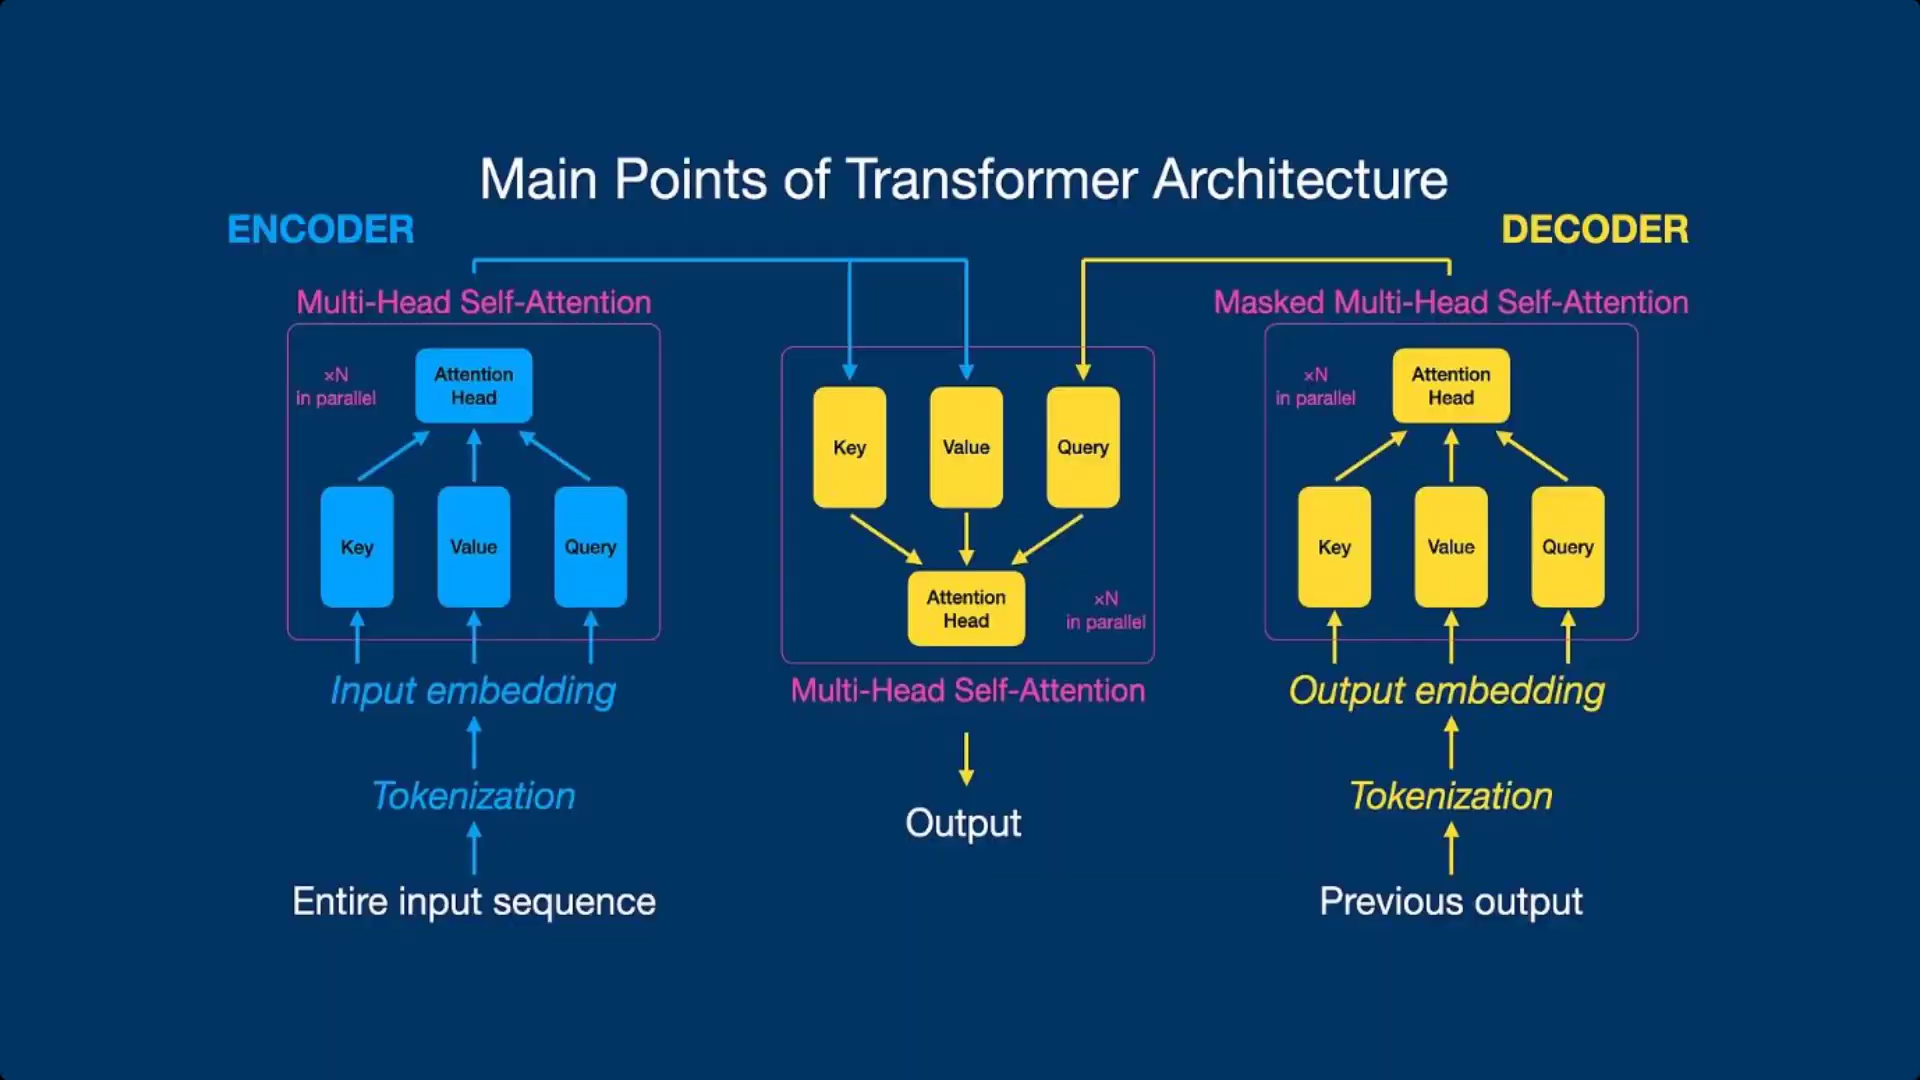 Main Points of Transformer Architecture
ENCODER
DECODER
Multi-Head Self-Attention
×N
in parallel
Attention
Head
Key
Value
Query
Input embedding
Tokenization
Entire input sequence
Key
Value
Query
Attention
Head
×N
in parallel
Multi-Head Self-Attention
Output
Masked Multi-Head Self-Attention
×N
in parallel
Attention
Head
Key
Value
Query
Output embedding
Tokenization
Previous output